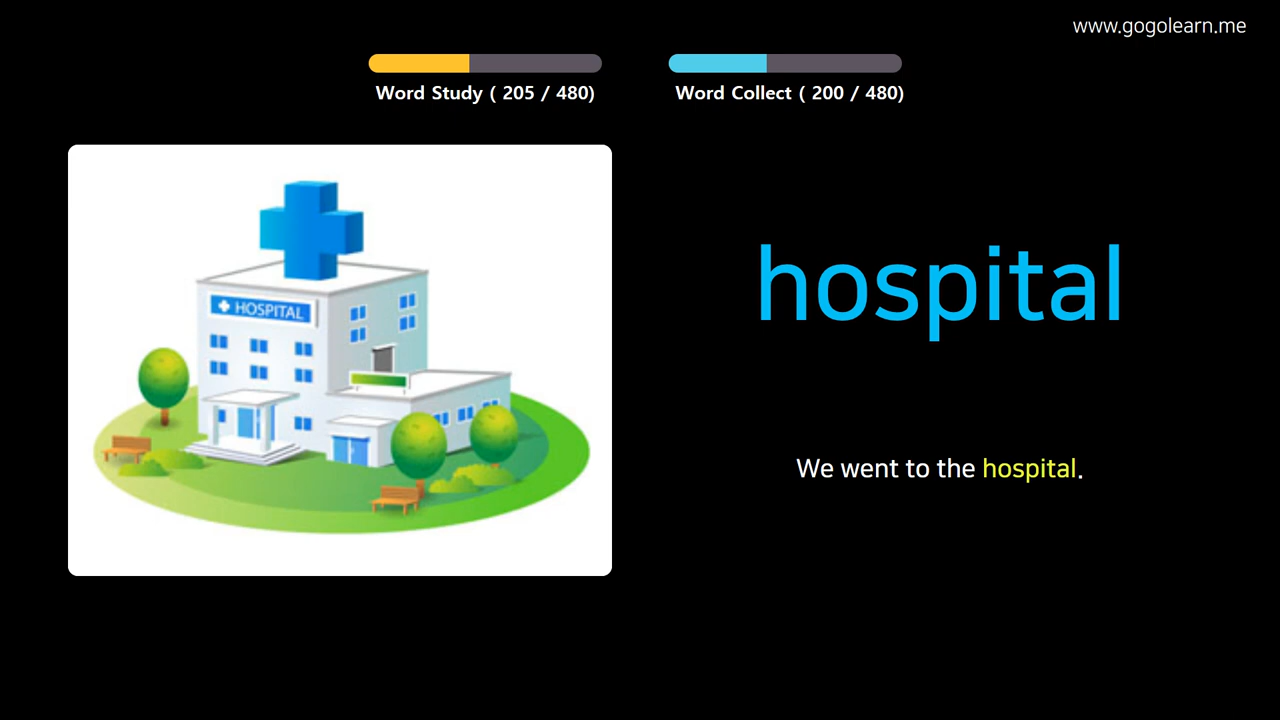 www.gogolearn.me
Word Study ( 205 / 480)
Word Collect ( 200 / 480)
HOSPITAL
hospital
We went to the hospital.